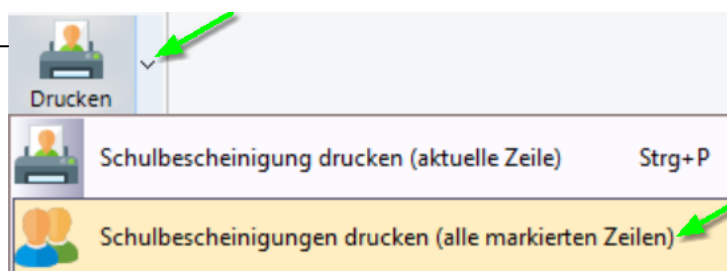 Drucken
Schulbescheinigung drucken (aktuelle Zeile) Strg+P
Schulbescheinigungen drucken (alle markierten Zeilen)